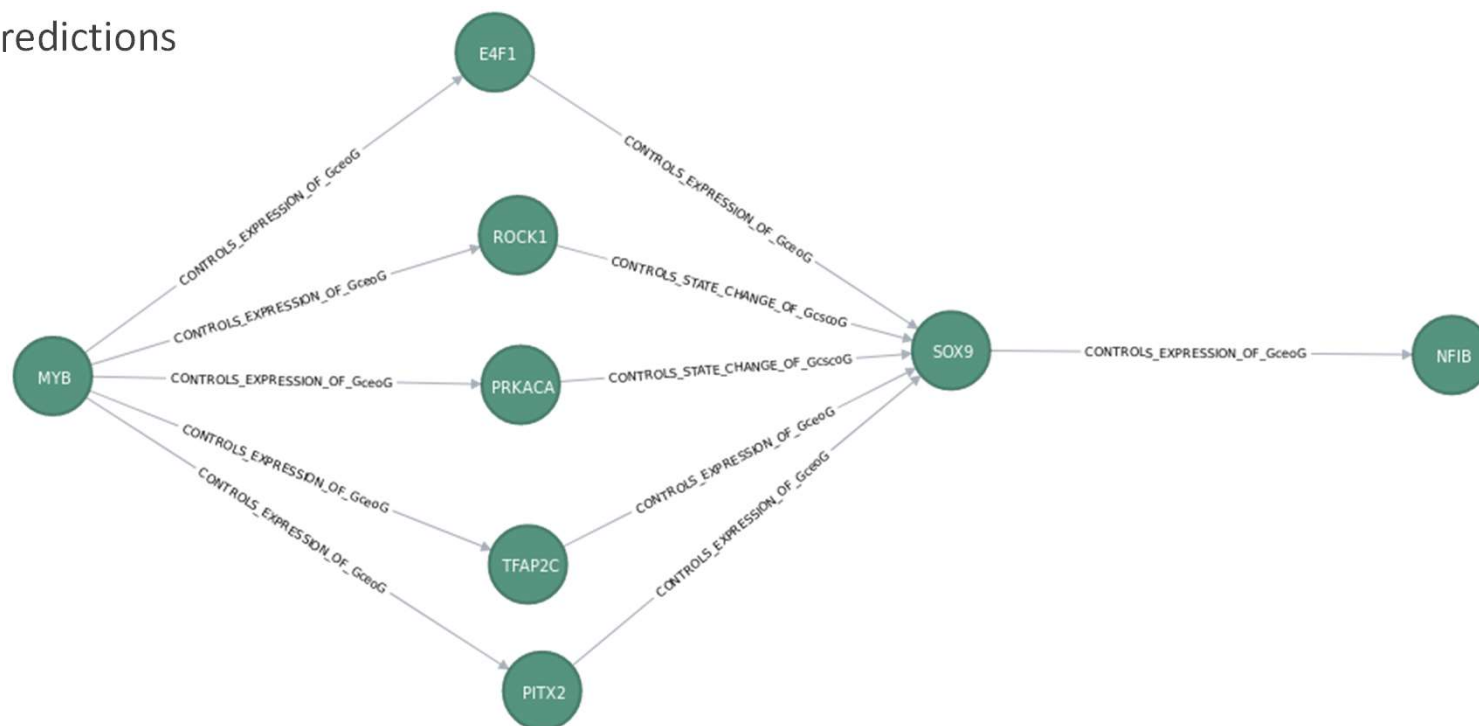 redictions
E4F1
CONTROLS_EXPRESSION_OF_GceoG
CONTROLS_EXPRESSION_OF_GceoG
ROCK1
CONTROLS_EXPRESSION_OF_GceoG
CONTROLS_STATE_CHANGE_OF_GcscoG
MYB
CONTROLS_EXPRESSION_OF_GceoG
PRKACA
CONTROLS_STATE_CHANGE_OF_GcscoG
SOX9
CONTROLS_EXPRESSION_OF_GceoG
NFIB
CONTROLS_EXPRESSION_OF_GceoG
TFAP2C
CONTROLS_EXPRESSION_OF_GceoG
CONTROLS_EXPRESSION_OF_GceoG
PITX2
CONTROLS_EXPRESSION_OF_GceoG